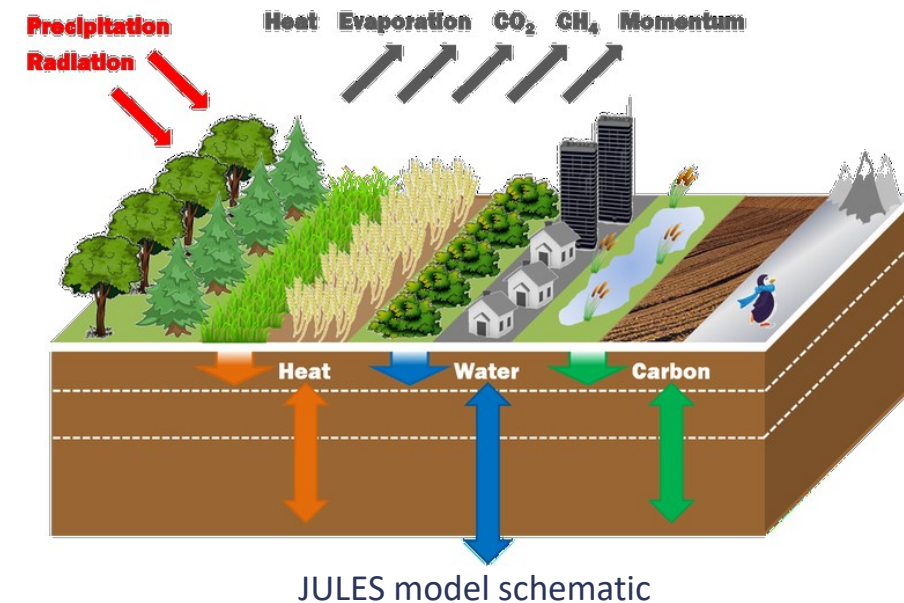 Precipitation
Radiation
Heat Evaporation CO₂ CH₄ Momentum
Heat Water Carbon
JULES model schematic